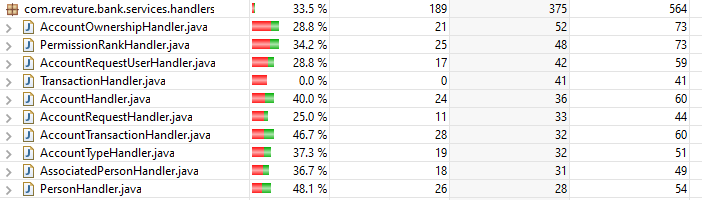 com.revature.bank.services.handlers 33.5 % 189 375 564
AccountOwnershipHandler.java 28.8 % 21 52 73
PermissionRankHandler.java 34.2 % 25 48 73
AccountRequestUserHandler.java 28.8 % 17 42 59
TransactionHandler.java 0.0 % 0 41 41
AccountHandler.java 40.0 % 24 36 60
AccountRequestHandler.java 25.0 % 11 33 44
AccountTransactionHandler.java 46.7 % 28 32 60
AccountTypeHandler.java 37.3 % 19 32 51
AssociatedPersonHandler.java 36.7 % 18 31 49
PersonHandler.java 48.1 % 26 28 54